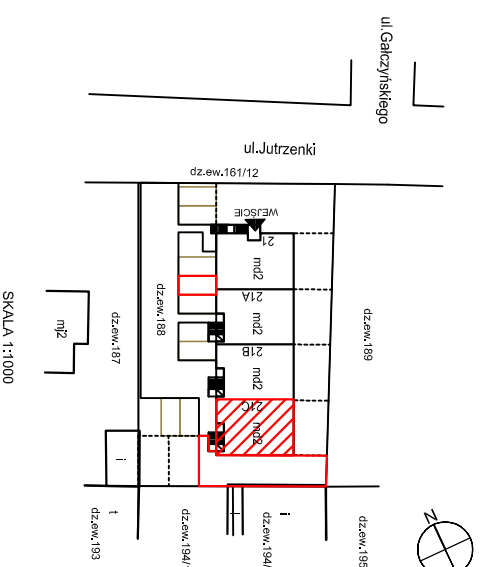 ul.Gałczyńskiego
ul.Jutrzenki
dz.ew.161/12
WEJŚCIE
21
md2
21A
md2
21B
md2
21C
md2
dz.ew.189
dz.ew.188
dz.ew.187
mj2
SKALA 1:1000
i
t
dz.ew.193
dz.ew.194/
i
i
dz.ew.194/
dz.ew.195
N